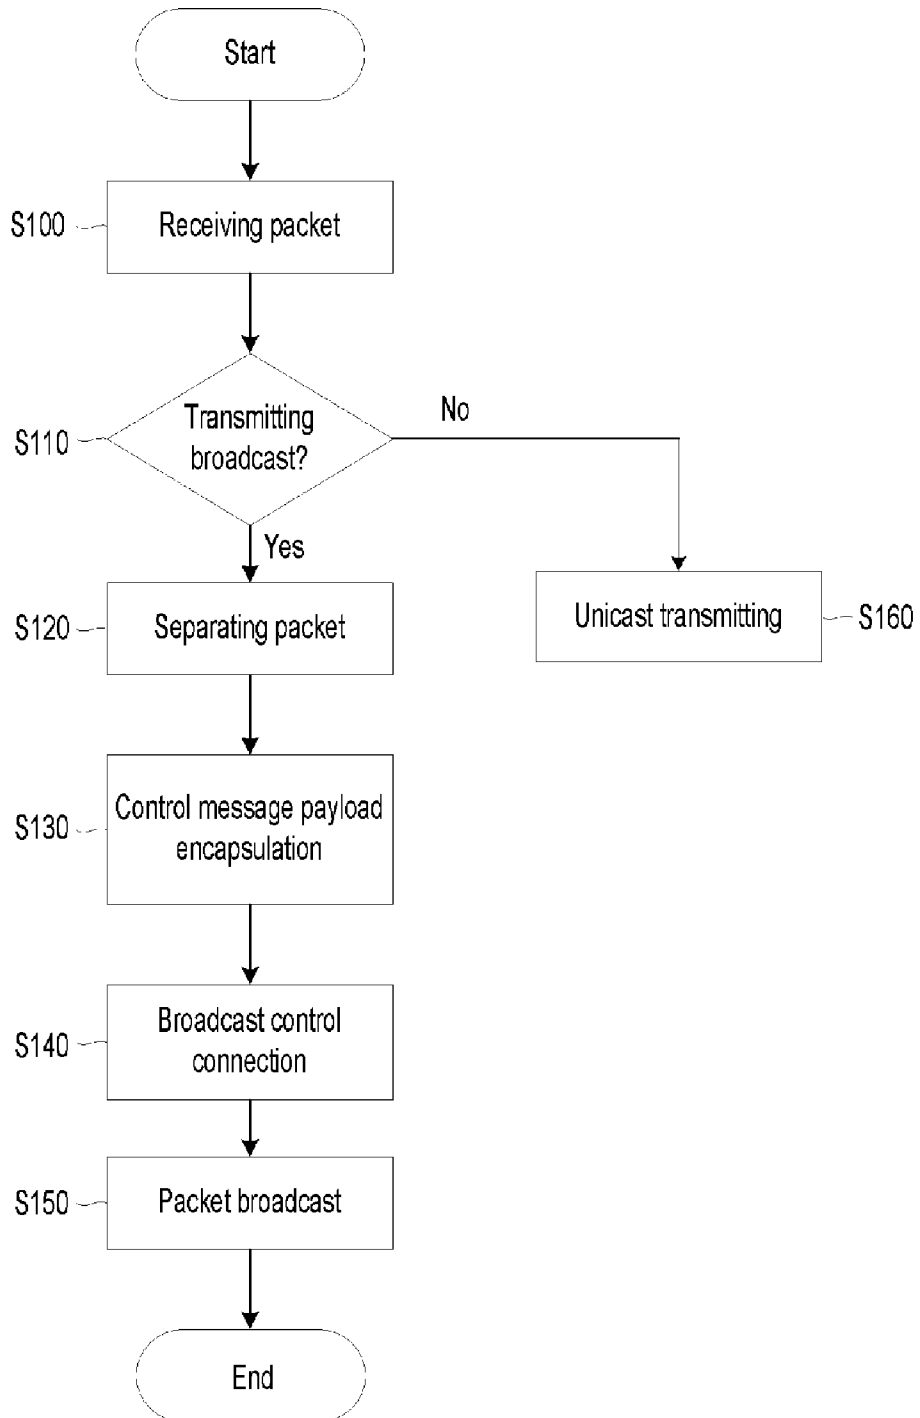 Start
S100
Receiving packet
S110
Transmitting
broadcast?
No
Yes
S120
Separating packet
Unicast transmitting
S160
S130
Control message payload
encapsulation
S140
Broadcast control
connection
S150
Packet broadcast
End